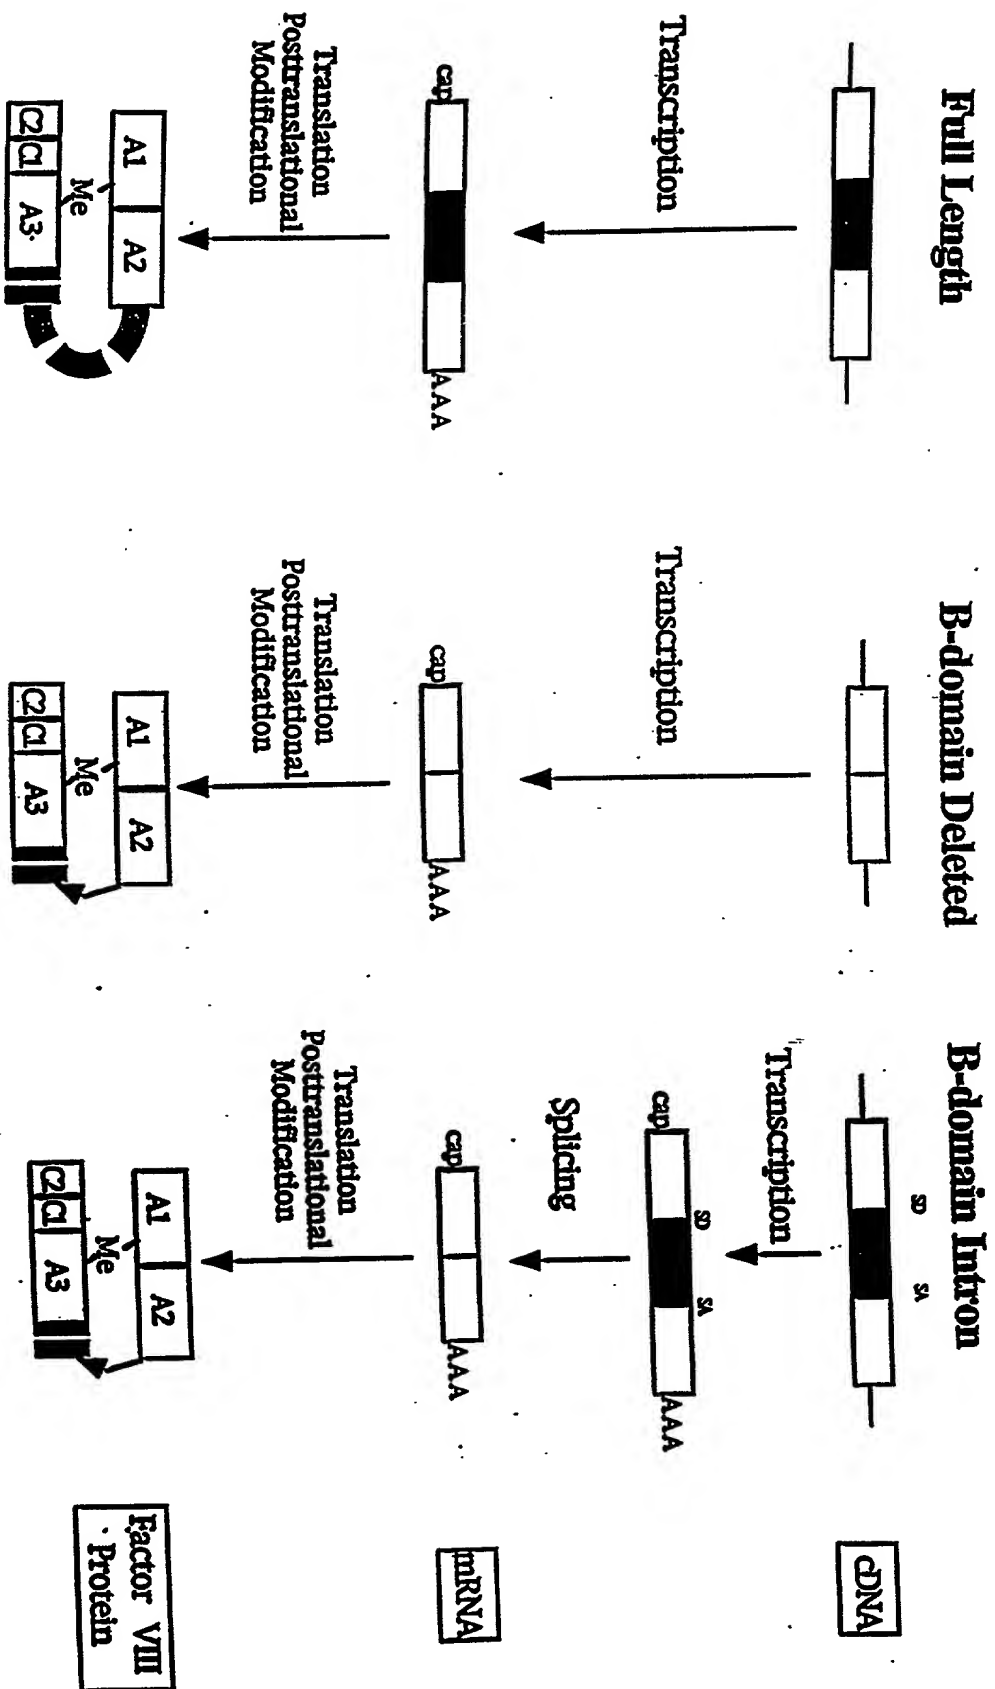 Full Length
B-domain Deleted
B-domain Intron
SD
SA
cDNA
Transcription
Transcription
Transcription
cap
SD
SA
AAA
Splicing
cap
AAA
cap
AAA
cap
AAA
mRNA
Translation
Posttranslational
Modification
Translation
Posttranslational
Modification
Translation
Posttranslational
Modification
A1
A2
Me
C2
C1
A3
A1
A2
Me
C2
C1
A3
A1
A2
Me
C2
C1
A3
Factor VIII
Protein